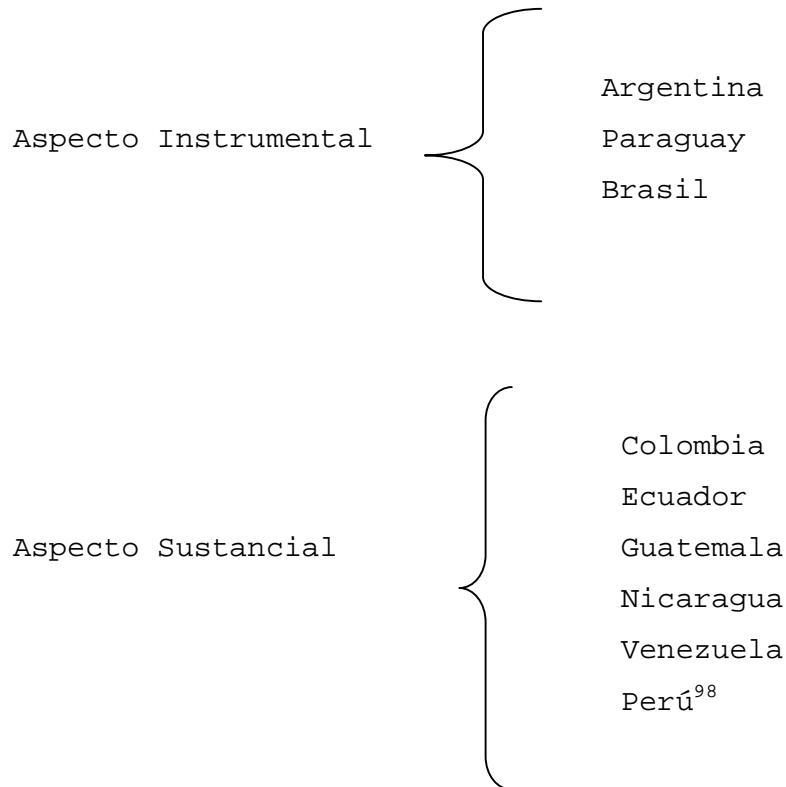 Aspecto Instrumental
Argentina
Paraguay
Brasil
Aspecto Sustancial
Colombia
Ecuador
Guatemala
Nicaragua
Venezuela
Perú98